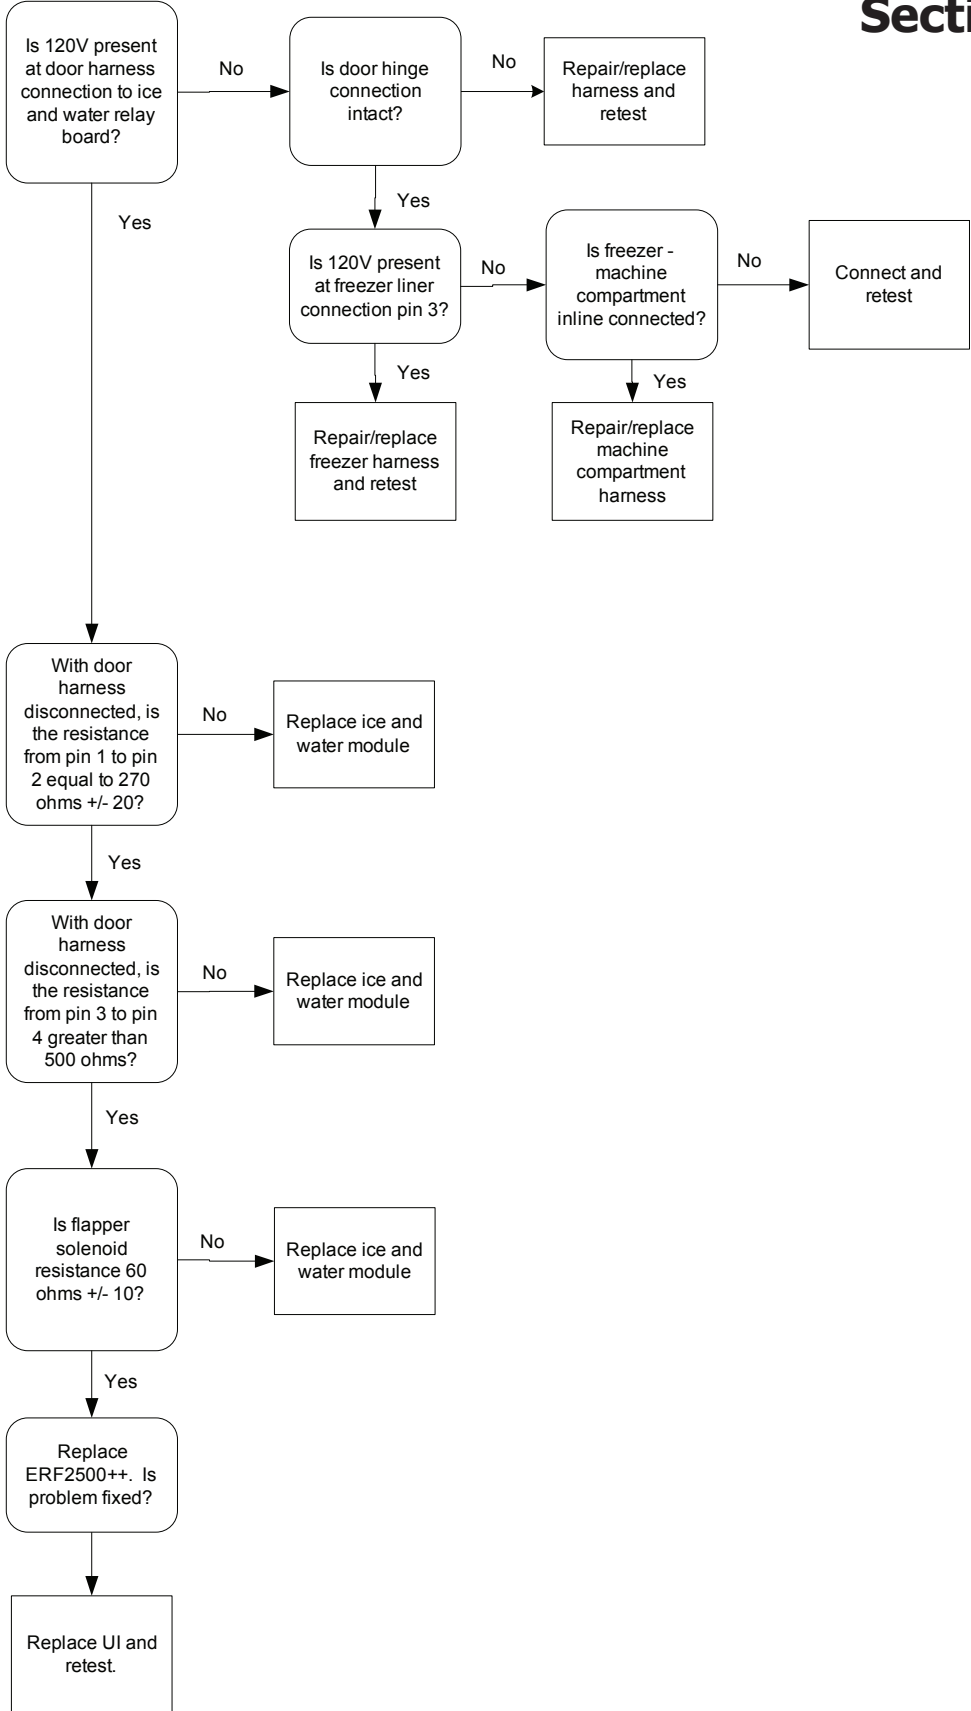 Secti
Is 120V present
at door harness
connection to ice
and water relay
board?
No
Is door hinge
connection
intact?
No
Repair/replace
harness and
retest
Yes
Yes
Is 120V present
at freezer liner
connection pin 3?
No
Is freezer -
machine
compartment
inline connected?
No
Connect and
retest
Yes
Yes
Repair/replace
freezer harness
and retest
Repair/replace
machine
compartment
harness
With door
harness
disconnected, is
the resistance
from pin 1 to pin
2 equal to 270
ohms +/- 20?
No
Replace ice and
water module
Yes
With door
harness
disconnected, is
the resistance
from pin 3 to pin
4 greater than
500 ohms?
No
Replace ice and
water module
Yes
Is flapper
solenoid
resistance 60
ohms +/- 10?
No
Replace ice and
water module
Yes
Replace
ERF2500++.  Is
problem fixed?
Replace UI and
retest.